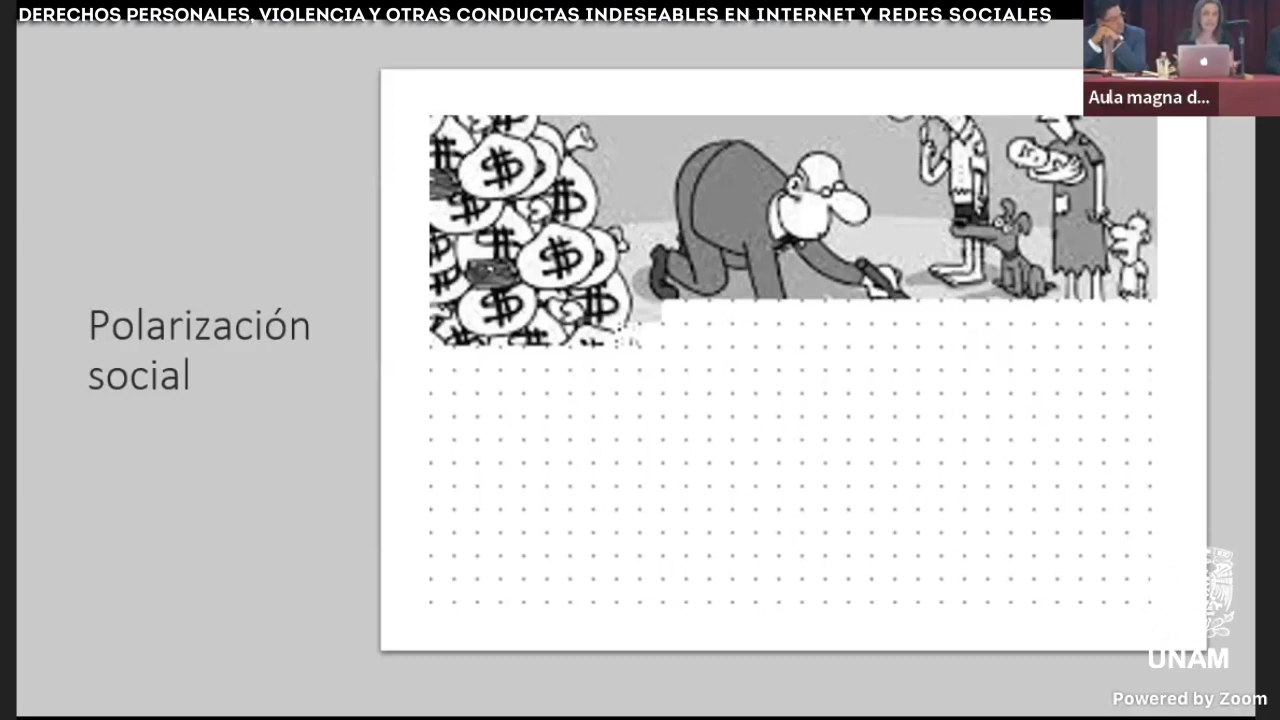 DERECHOS PERSONALES, VIOLENCIA Y OTRAS CONDUCTAS INDESEABLES EN INTERNET Y REDES SOCIALES
Aula magna d...
$ $ $ $ $ $ $ $ $ $
Polarización
social
UNAM
Powered by Zoom